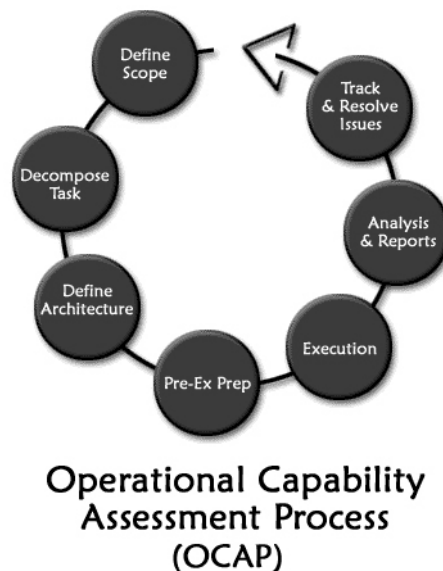 Define
Scope
Decompose
Task
Define
Architecture
Pre-Ex Prep
Execution
Analysis
& Reports
Track
& Resolve
Issues
Operational Capability
Assessment Process
(OCAP)